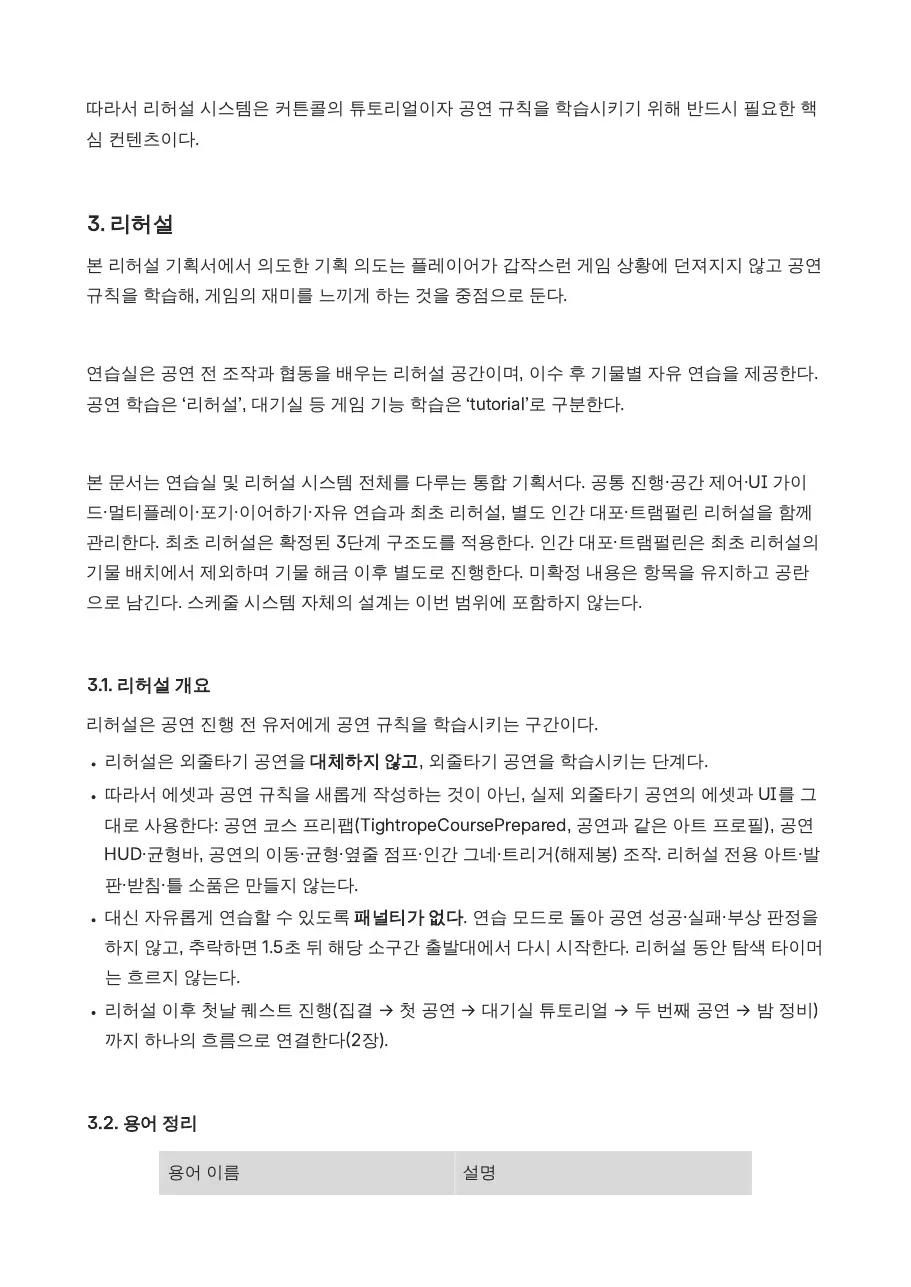 따라서 리허설 시스템은 커튼콜의 튜토리얼이자 공연 규칙을 학습시키기 위해 반드시 필요한 핵
심 컨텐츠이다.
3. 리허설
본 리허설 기획서에서 의도한 기획 의도는 플레이어가 갑작스런 게임 상황에 던져지지 않고 공연
규칙을 학습해, 게임의 재미를 느끼게 하는 것을 중점으로 둔다.
연습실은 공연 전 조작과 협동을 배우는 리허설 공간이며, 이수 후 기물별 자유 연습을 제공한다.
공연 학습은 ‘리허설’, 대기실 등 게임 기능 학습은 ‘tutorial’로 구분한다.
본 문서는 연습실 및 리허설 시스템 전체를 다루는 통합 기획서다. 공통 진행·공간 제어·UI 가이
드·멀티플레이·포기·이어하기·자유 연습과 최초 리허설, 별도 인간 대포·트램펄린 리허설을 함께
관리한다. 최초 리허설은 확정된 3단계 구조도를 적용한다. 인간 대포·트램펄린은 최초 리허설의
기물 배치에서 제외하며 기물 해금 이후 별도로 진행한다. 미확정 내용은 항목을 유지하고 공란
으로 남긴다. 스케줄 시스템 자체의 설계는 이번 범위에 포함하지 않는다.
3.1. 리허설 개요
리허설은 공연 진행 전 유저에게 공연 규칙을 학습시키는 구간이다.
• 리허설은 외줄타기 공연을 대체하지 않고, 외줄타기 공연을 학습시키는 단계다.
• 따라서 에셋과 공연 규칙을 새롭게 작성하는 것이 아닌, 실제 외줄타기 공연의 에셋과 UI를 그
대로 사용한다: 공연 코스 프리팹(TightropeCoursePrepared, 공연과 같은 아트 프로필), 공연
HUD·균형바, 공연의 이동·균형·옆줄 점프·인간 그네·트리거(해제봉) 조작. 리허설 전용 아트·발
판·받침·틀 소품은 만들지 않는다.
• 대신 자유롭게 연습할 수 있도록 패널티가 없다. 연습 모드로 돌아 공연 성공·실패·부상 판정을
하지 않고, 추락하면 1.5초 뒤 해당 소구간 출발대에서 다시 시작한다. 리허설 동안 탐색 타이머
는 흐르지 않는다.
• 리허설 이후 첫날 퀘스트 진행(집결 → 첫 공연 → 대기실 튜토리얼 → 두 번째 공연 → 밤 정비)
까지 하나의 흐름으로 연결한다(2장).
3.2. 용어 정리
용어 이름 설명